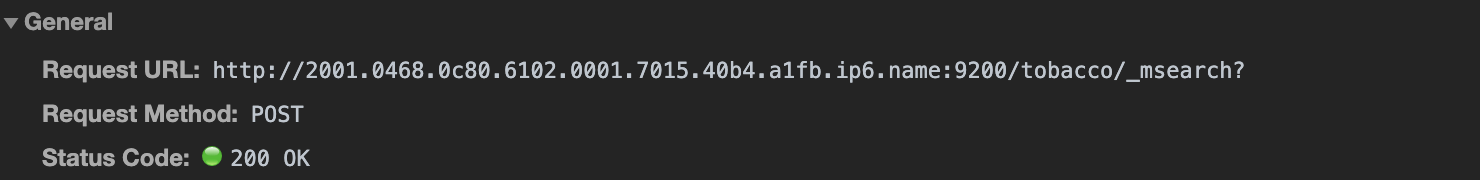 General
Request URL: http://2001.0468.0c80.6102.0001.7015.40b4.a1fb.ip6.name:9200/tobacco/_msearch?
Request Method: POST
Status Code: 200 OK